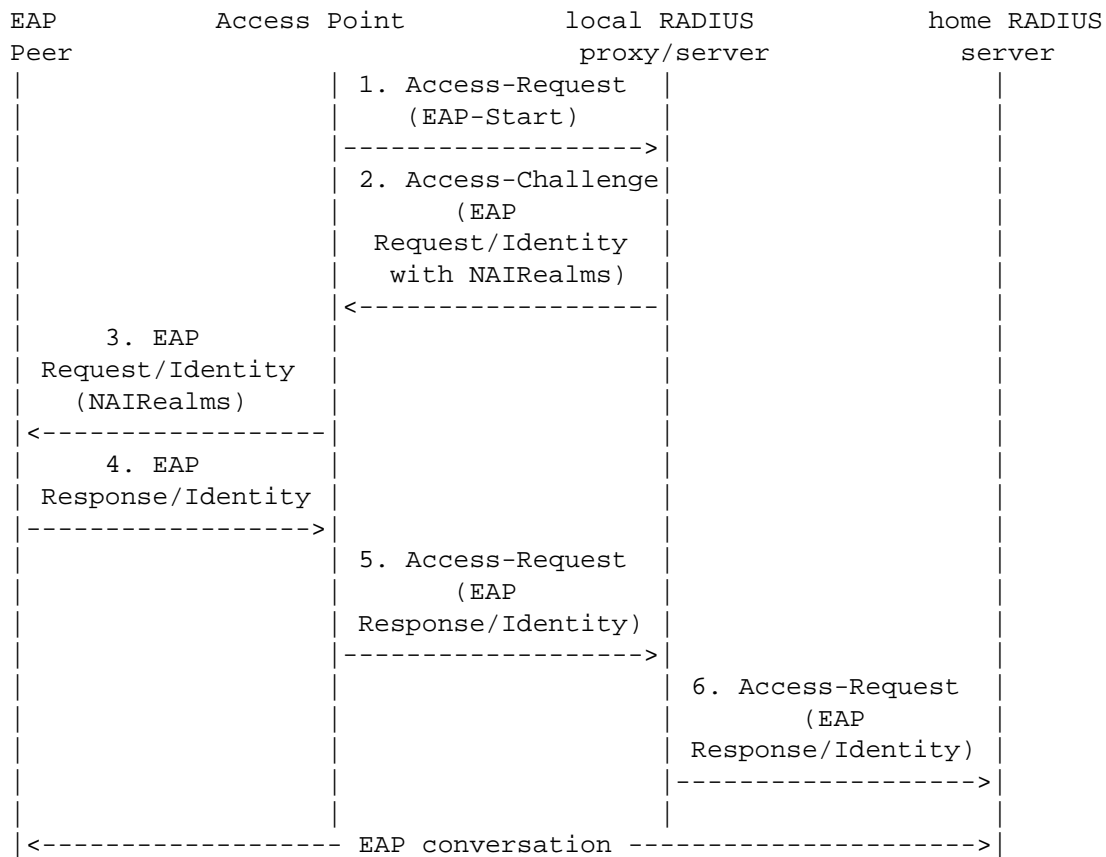 EAP Access Point local RADIUS home RADIUS
Peer proxy/server server
1. Access-Request
(EAP-Start)
2. Access-Challenge
(EAP
Request/Identity
with NAIRealms)
3. EAP
Request/Identity
(NAIRealms)
4. EAP
Response/Identity
5. Access-Request
(EAP
Response/Identity)
6. Access-Request
(EAP
Response/Identity)
EAP conversation